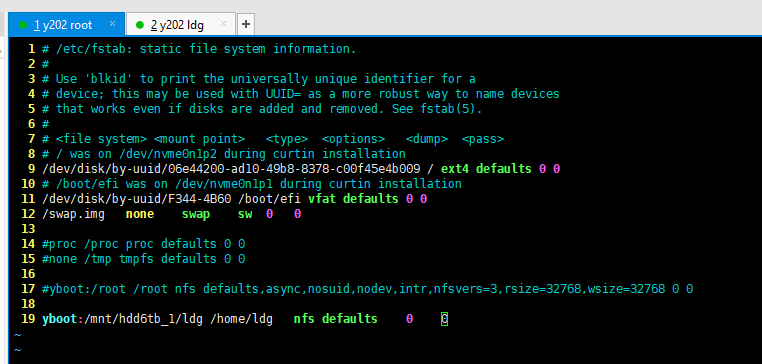 1 y202 root × 2 y202 ldg × +
1 # /etc/fstab: static file system information.
2 #
3 # Use 'blkid' to print the universally unique identifier for a
4 # device; this may be used with UUID= as a more robust way to name devices
5 # that works even if disks are added and removed. See fstab(5).
6 #
7 # <file system> <mount point>   <type>  <options>   <dump>  <pass>
8 # / was on /dev/nvme0n1p2 during curtin installation
9 /dev/disk/by-uuid/06e44200-ad10-49b8-8378-c00f45e4b009 / ext4 defaults 0 0
10 # /boot/efi was on /dev/nvme0n1p1 during curtin installation
11 /dev/disk/by-uuid/F344-4B60 /boot/efi vfat defaults 0 0
12 /swap.img   none    swap    sw  0   0
13
14 #proc /proc proc defaults 0 0
15 #none /tmp tmpfs defaults 0 0
16
17 #yboot:/root /root nfs defaults,async,nosuid,nodev,intr,nfsvers=3,rsize=32768,wsize=32768 0 0
18
19 yboot:/mnt/hdd6tb_1/ldg /home/ldg   nfs defaults    0    0
~
~